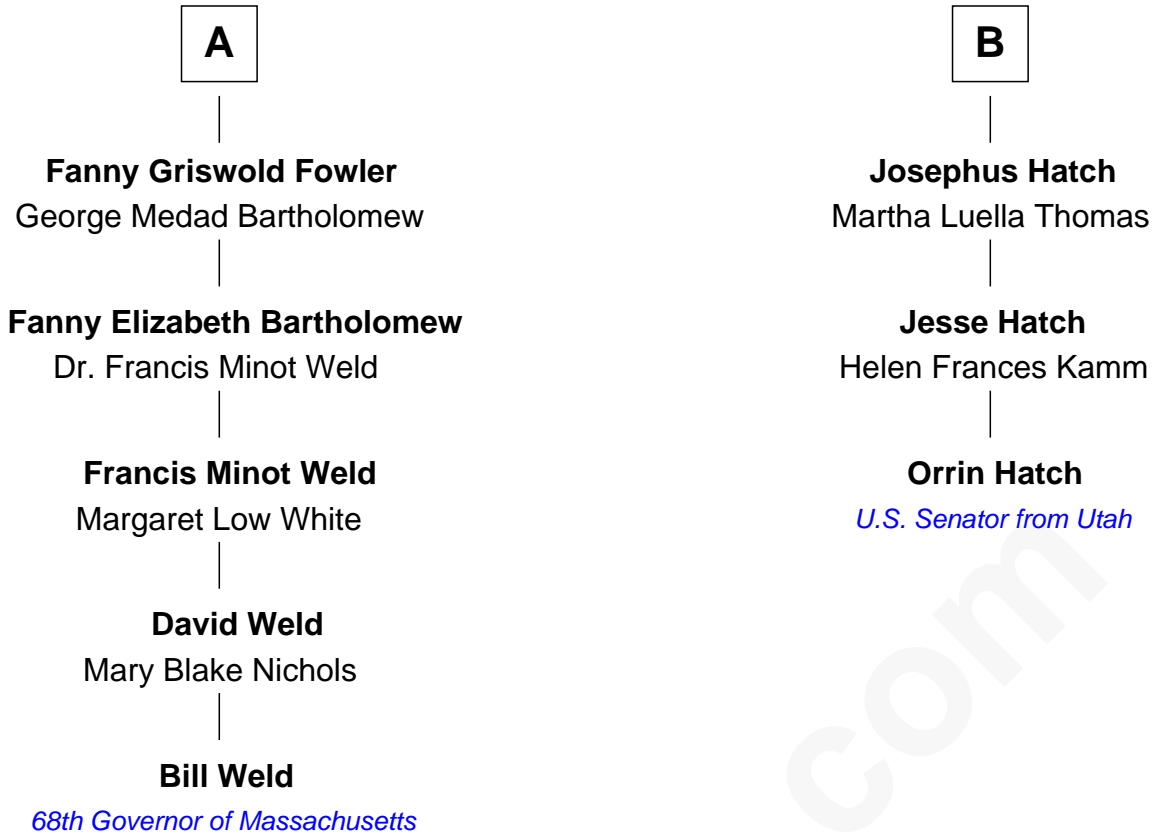 A
Fanny Griswold Fowler
George Medad Bartholomew
Fanny Elizabeth Bartholomew
Dr. Francis Minot Weld
Francis Minot Weld
Margaret Low White
David Weld
Mary Blake Nichols
Bill Weld
68th Governor of Massachusetts
B
Josephus Hatch
Martha Luella Thomas
Jesse Hatch
Helen Frances Kamm
Orrin Hatch
U.S. Senator from Utah
com